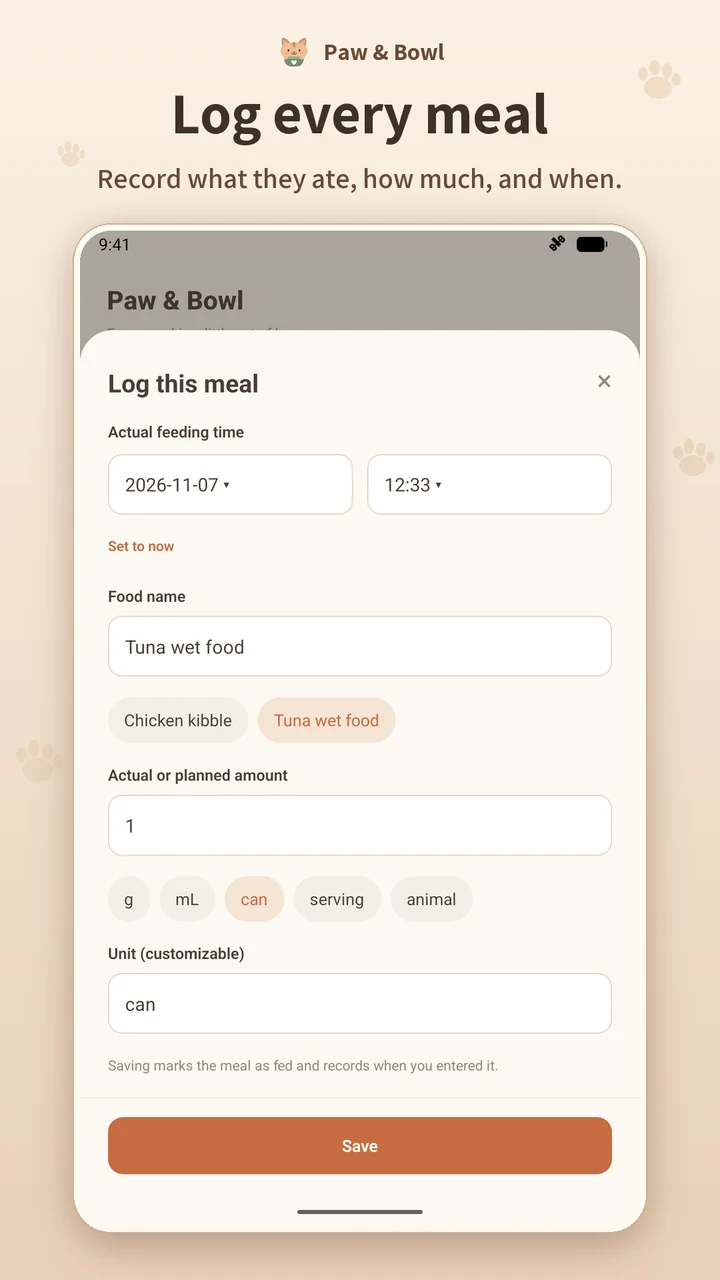 Paw & Bowl
Log every meal
Record what they ate, how much, and when.
9:41
Paw & Bowl
Log this meal
×
Actual feeding time
2026-11-07 ▾
12:33 ▾
Set to now
Food name
Tuna wet food
Chicken kibble
Tuna wet food
Actual or planned amount
1
g
mL
can
serving
animal
Unit (customizable)
can
Saving marks the meal as fed and records when you entered it.
Save